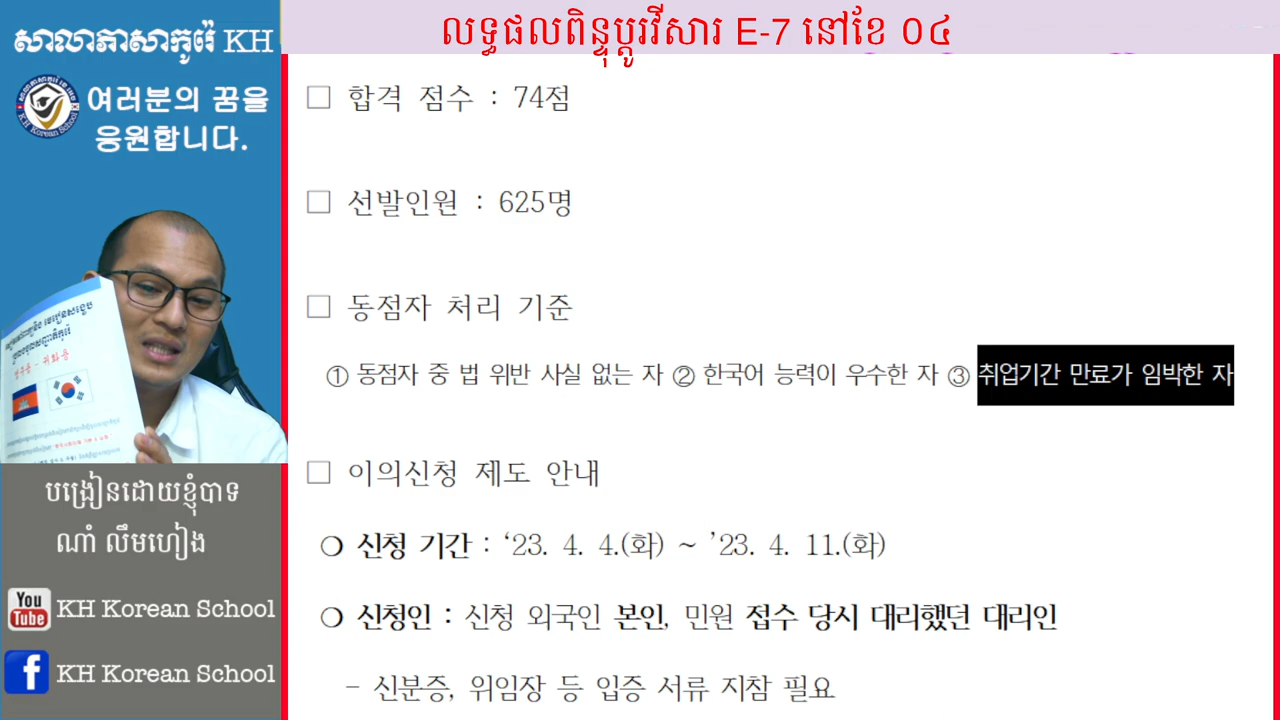 សាលាភាសាកូរ៉េ KH
여러분의 꿈을
응원합니다.
លទ្ធផលពិន្ទុប្តូរវីសារ E-7 នៅខែ ០៤
□ 합격 점수 : 74점
□ 선발인원 : 625명
□ 동점자 처리 기준
① 동점자 중 법 위반 사실 없는 자 ② 한국어 능력이 우수한 자 ③ 취업기간 만료가 임박한 자
□ 이의신청 제도 안내
❍ 신청 기간 : ‘23. 4. 4.(화) ~ ’23. 4. 11.(화)
❍ 신청인 : 신청 외국인 본인, 민원 접수 당시 대리했던 대리인
- 신분증, 위임장 등 입증 서류 지참 필요
បង្រៀនដោយខ្ញុំបាទ
ណាំ លឹមហៀង
You Tube KH Korean School
f KH Korean School